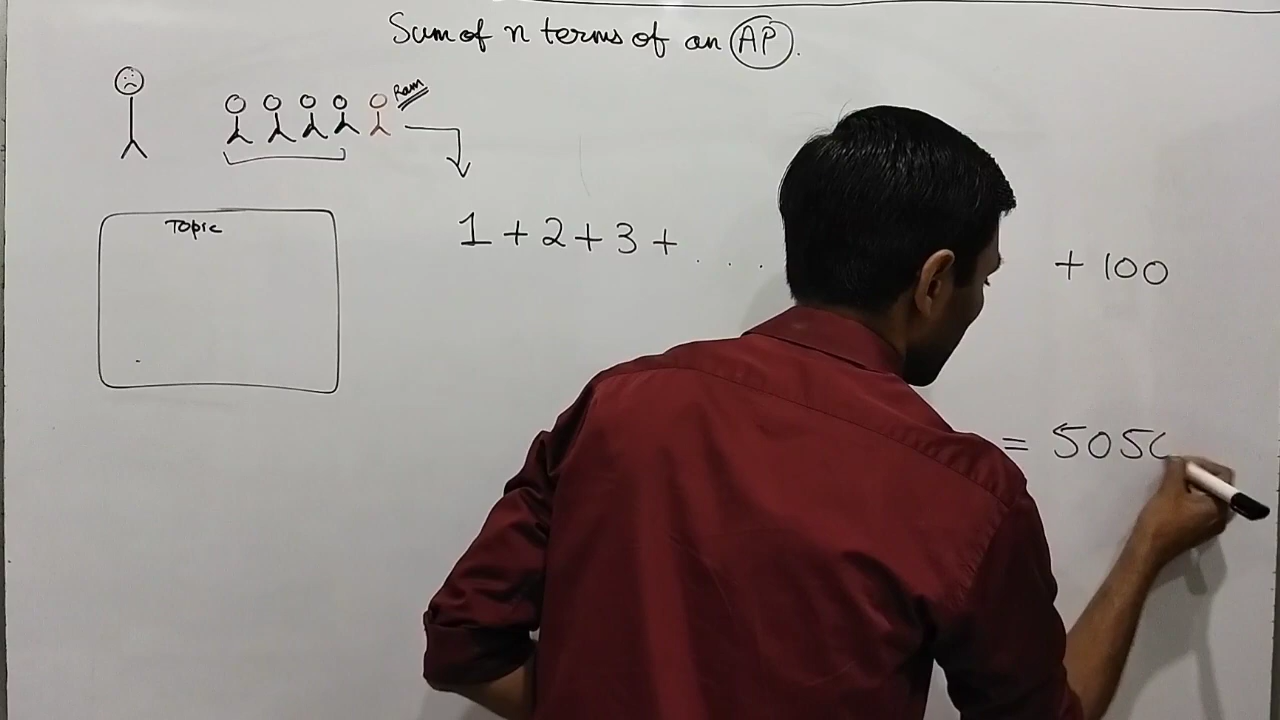 Sum of n terms of an AP.
Ram
Topic
1 + 2 + 3 + . . . + 100
= 5050